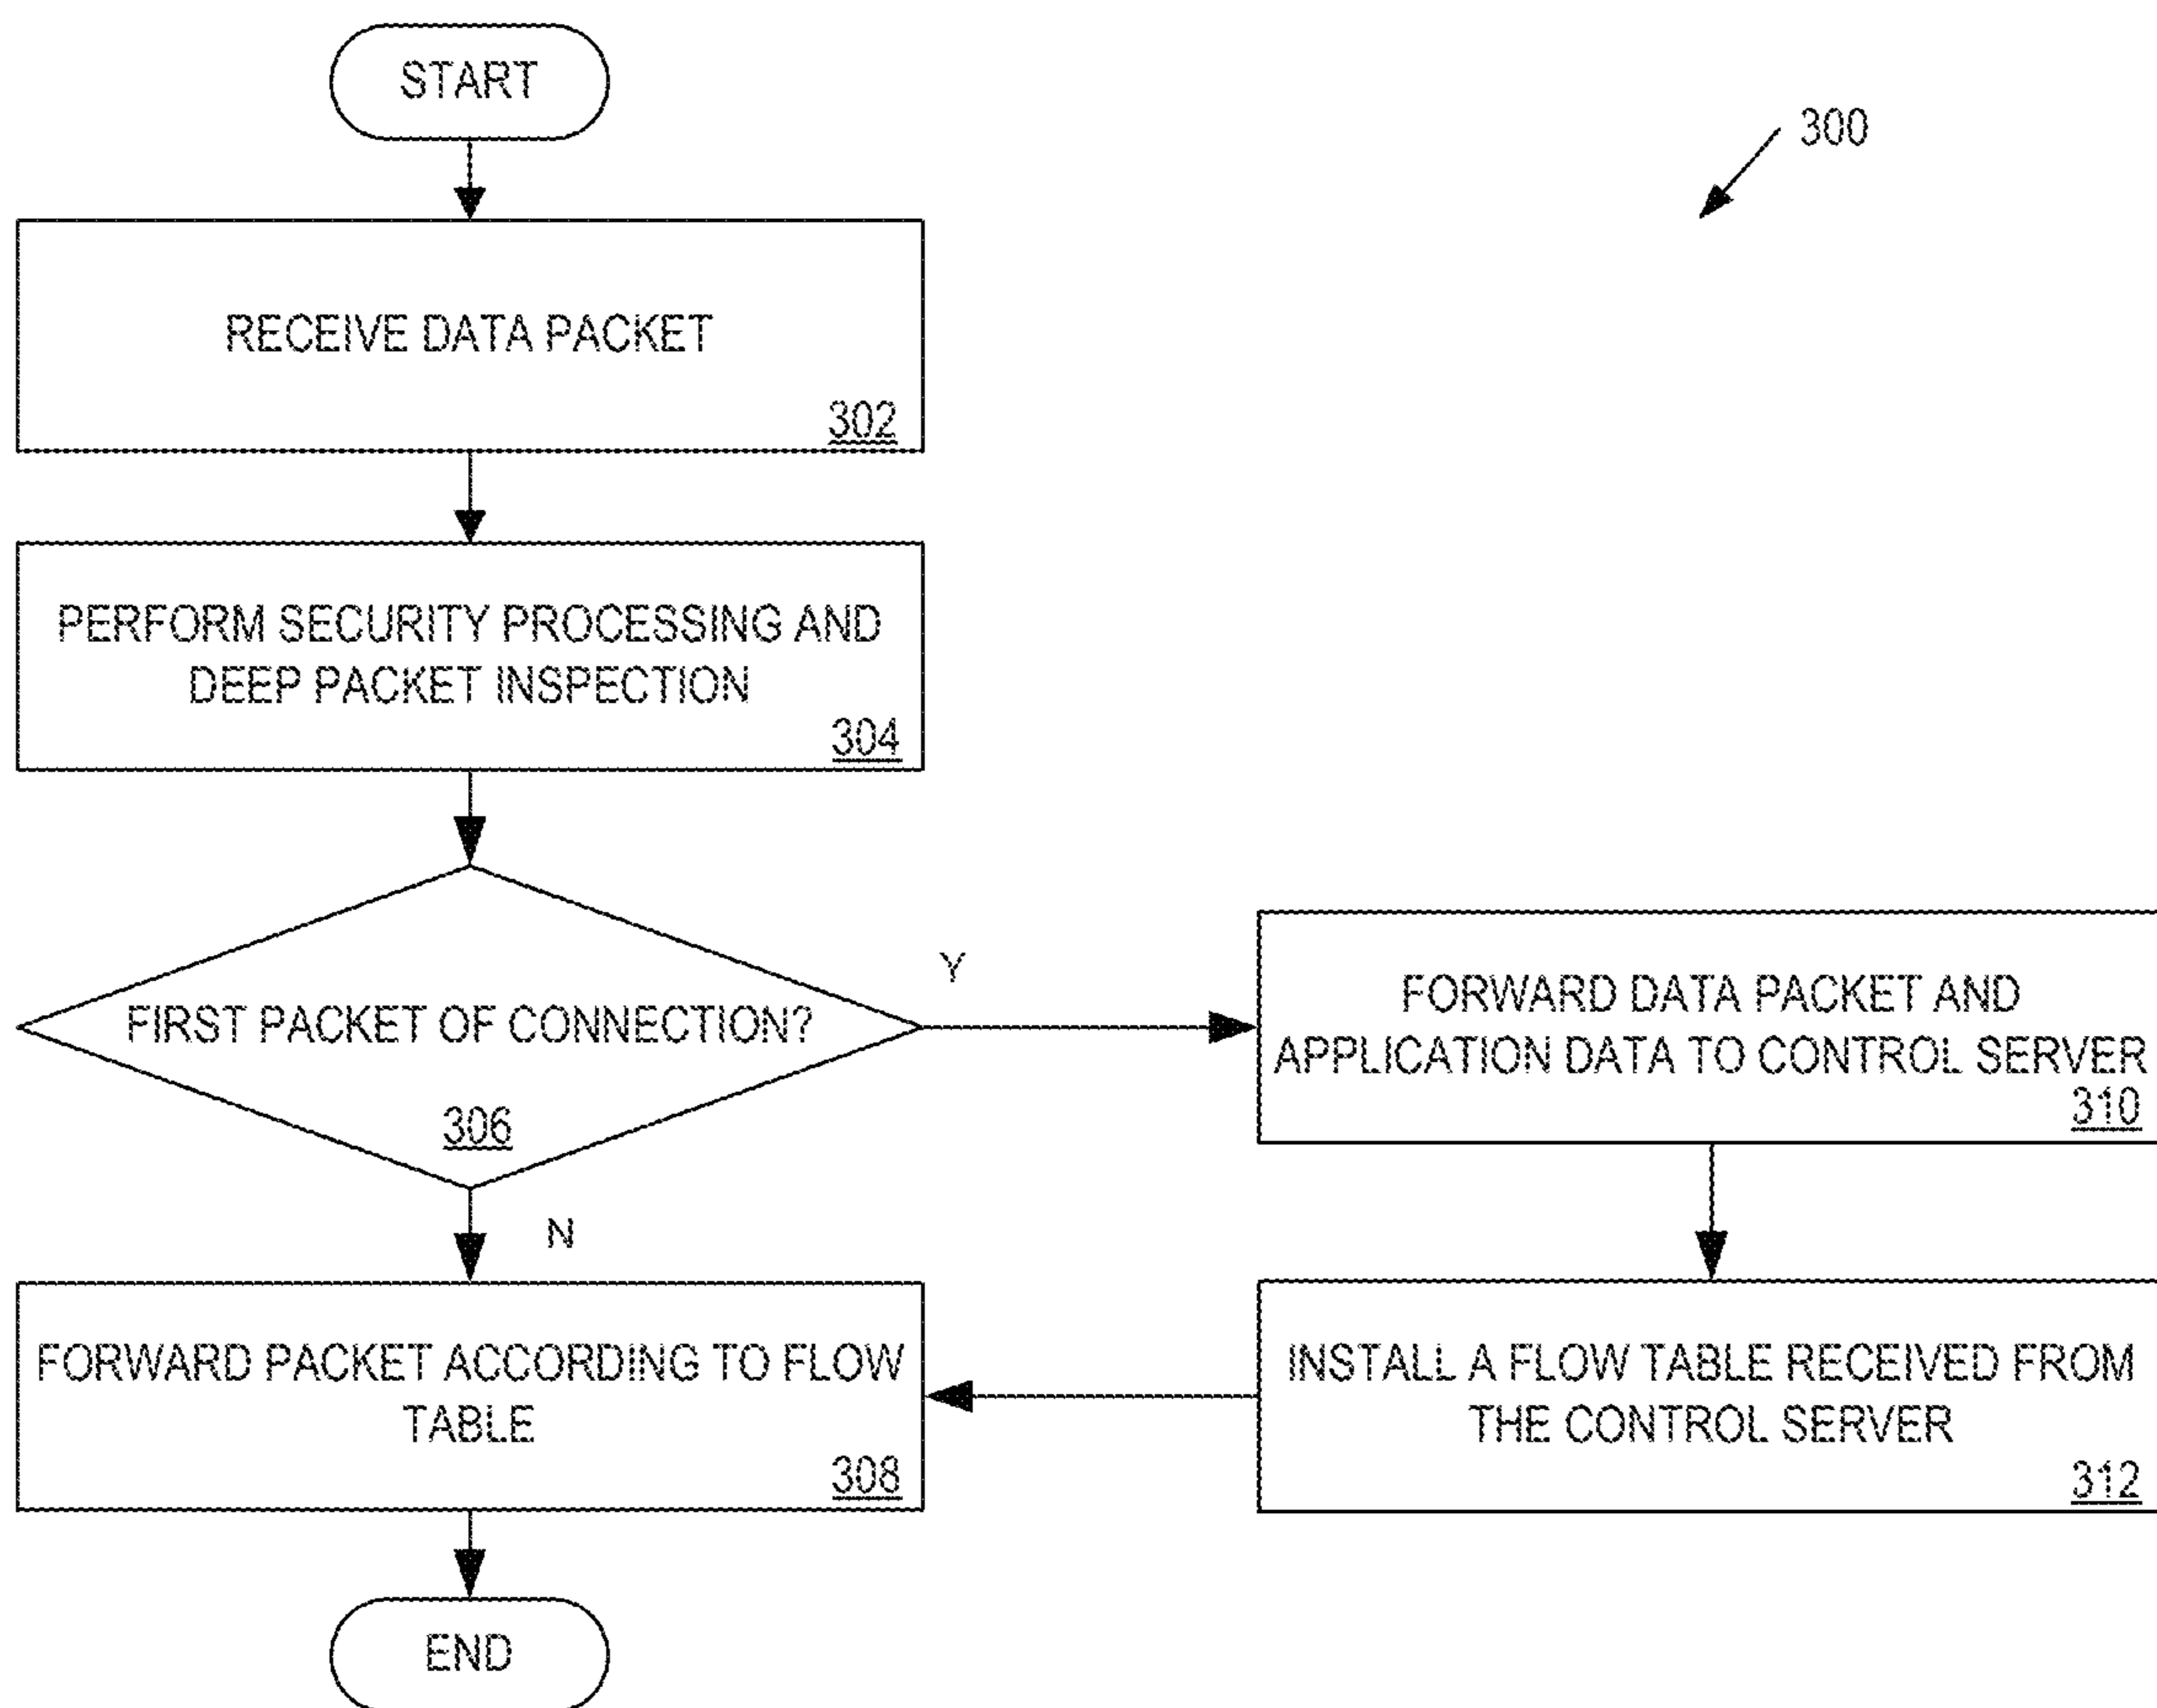 START
300
RECEIVE DATA PACKET
302
PERFORM SECURITY PROCESSING AND
DEEP PACKET INSPECTION
304
FIRST PACKET OF CONNECTION?
306
Y
N
FORWARD DATA PACKET AND
APPLICATION DATA TO CONTROL SERVER
310
FORWARD PACKET ACCORDING TO FLOW
TABLE
308
INSTALL A FLOW TABLE RECEIVED FROM
THE CONTROL SERVER
312
END